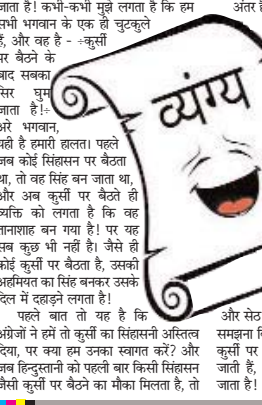 जाता है! कभी-कभी मुझे लगता है कि हम
सभी भगवान के एक ही चुटकुले
हैं, और वह है - ÷कुर्सी
पर बैठने के
बाद सबका
सिर घुम
जाता है!÷
अरे भगवान,
यही है हमारी हालत। पहले
जब कोई सिंहासन पर बैठता
था, तो वह सिंह बन जाता था,
और अब कुर्सी पर बैठते ही
व्यक्ति को लगता है कि वह
तानाशाह बन गया है! पर यह
सब कुछ भी नहीं है। जैसे ही
कोई कुर्सी पर बैठता है, उसकी
अहमियत का सिंह बनकर उसके
दिल में दहाड़ने लगता है!
पहले बात तो यह है कि
अंग्रेजों ने हमें तो कुर्सी का सिंहासनी अस्तित्व
दिया, पर क्या हम उनका स्वागत करें? और
जब हिन्दुस्तानी को पहली बार किसी सिंहासन
जैसी कुर्सी पर बैठने का मौका मिलता है, तो
व्यंग्य
अंतर है
और सेठ
समझना कि
कुर्सी पर
जाती हैं,
जाता है!